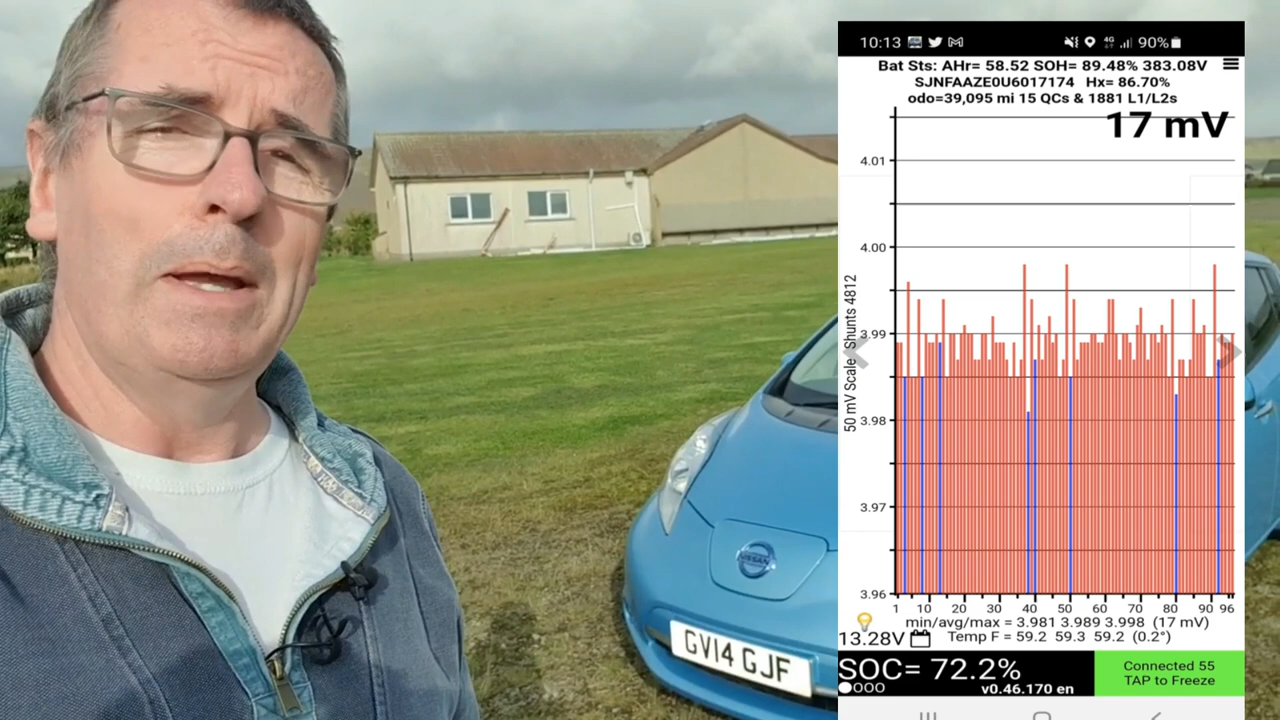 10:13 4G 90%
Bat Sts: AHr= 58.52 SOH= 89.48% 383.08V
SJNFAAZE0U6017174 Hx= 86.70%
odo=39,095 mi 15 QCs & 1881 L1/L2s
17 mV
4.01
4.00
3.99
3.98
3.97
3.96
50 mV Scale Shunts 4812
1 10 20 30 40 50 60 70 80 90 96
min/avg/max = 3.981 3.989 3.998 (17 mV)
13.28V Temp F = 59.2 59.3 59.2 (0.2°)
SOC= 72.2%
v0.46.170 en
Connected 55
TAP to Freeze
NISSAN
GV14 GJF